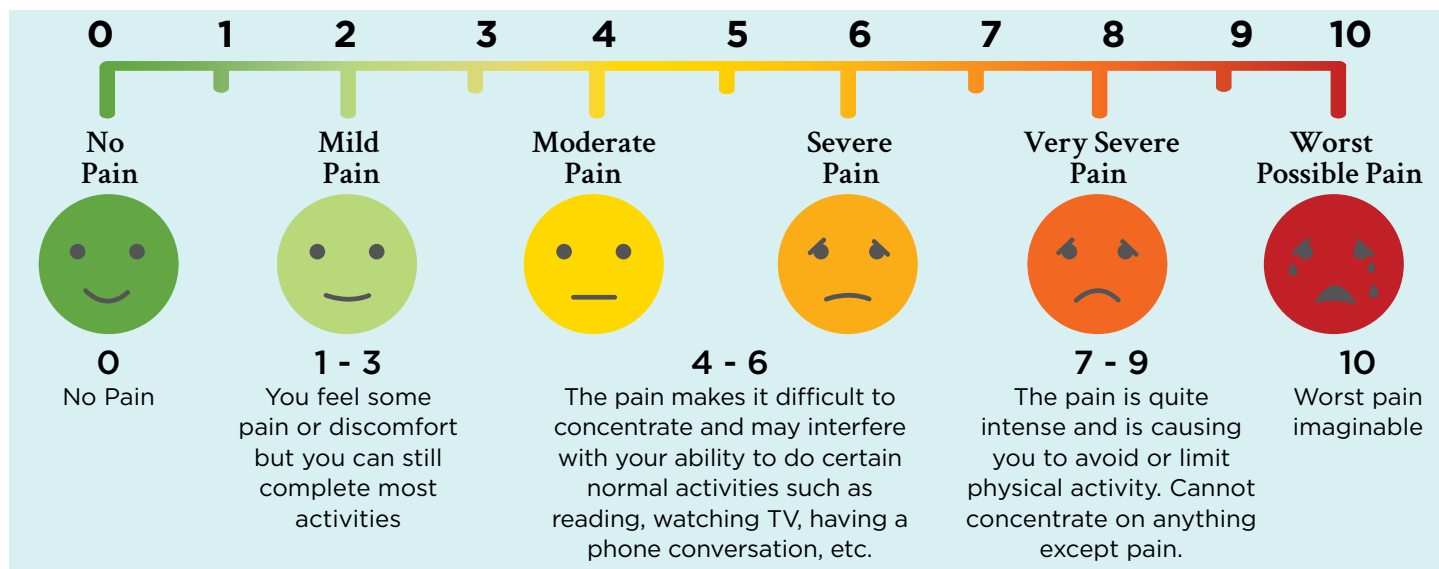 0 1 2 3 4 5 6 7 8 9 10
No
Pain
Mild
Pain
Moderate
Pain
Severe
Pain
Very Severe
Pain
Worst
Possible Pain
0
No Pain
1 - 3
You feel some
pain or discomfort
but you can still
complete most
activities
4 - 6
The pain makes it difficult to
concentrate and may interfere
with your ability to do certain
normal activities such as
reading, watching TV, having a
phone conversation, etc.
7 - 9
The pain is quite
intense and is causing
you to avoid or limit
physical activity. Cannot
concentrate on anything
except pain.
10
Worst pain
imaginable